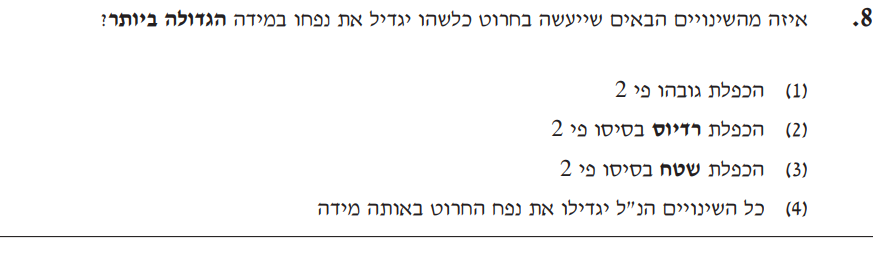 8. איזה מהשינויים הבאים שייעשה בחרוט כלשהו יגדיל את נפחו במידה הגדולה ביותר?
(1) הכפלת גובהו פי 2
(2) הכפלת רדיוס בסיסו פי 2
(3) הכפלת שטח בסיסו פי 2
(4) כל השינויים הנ"ל יגדילו את נפח החרוט באותה מידה